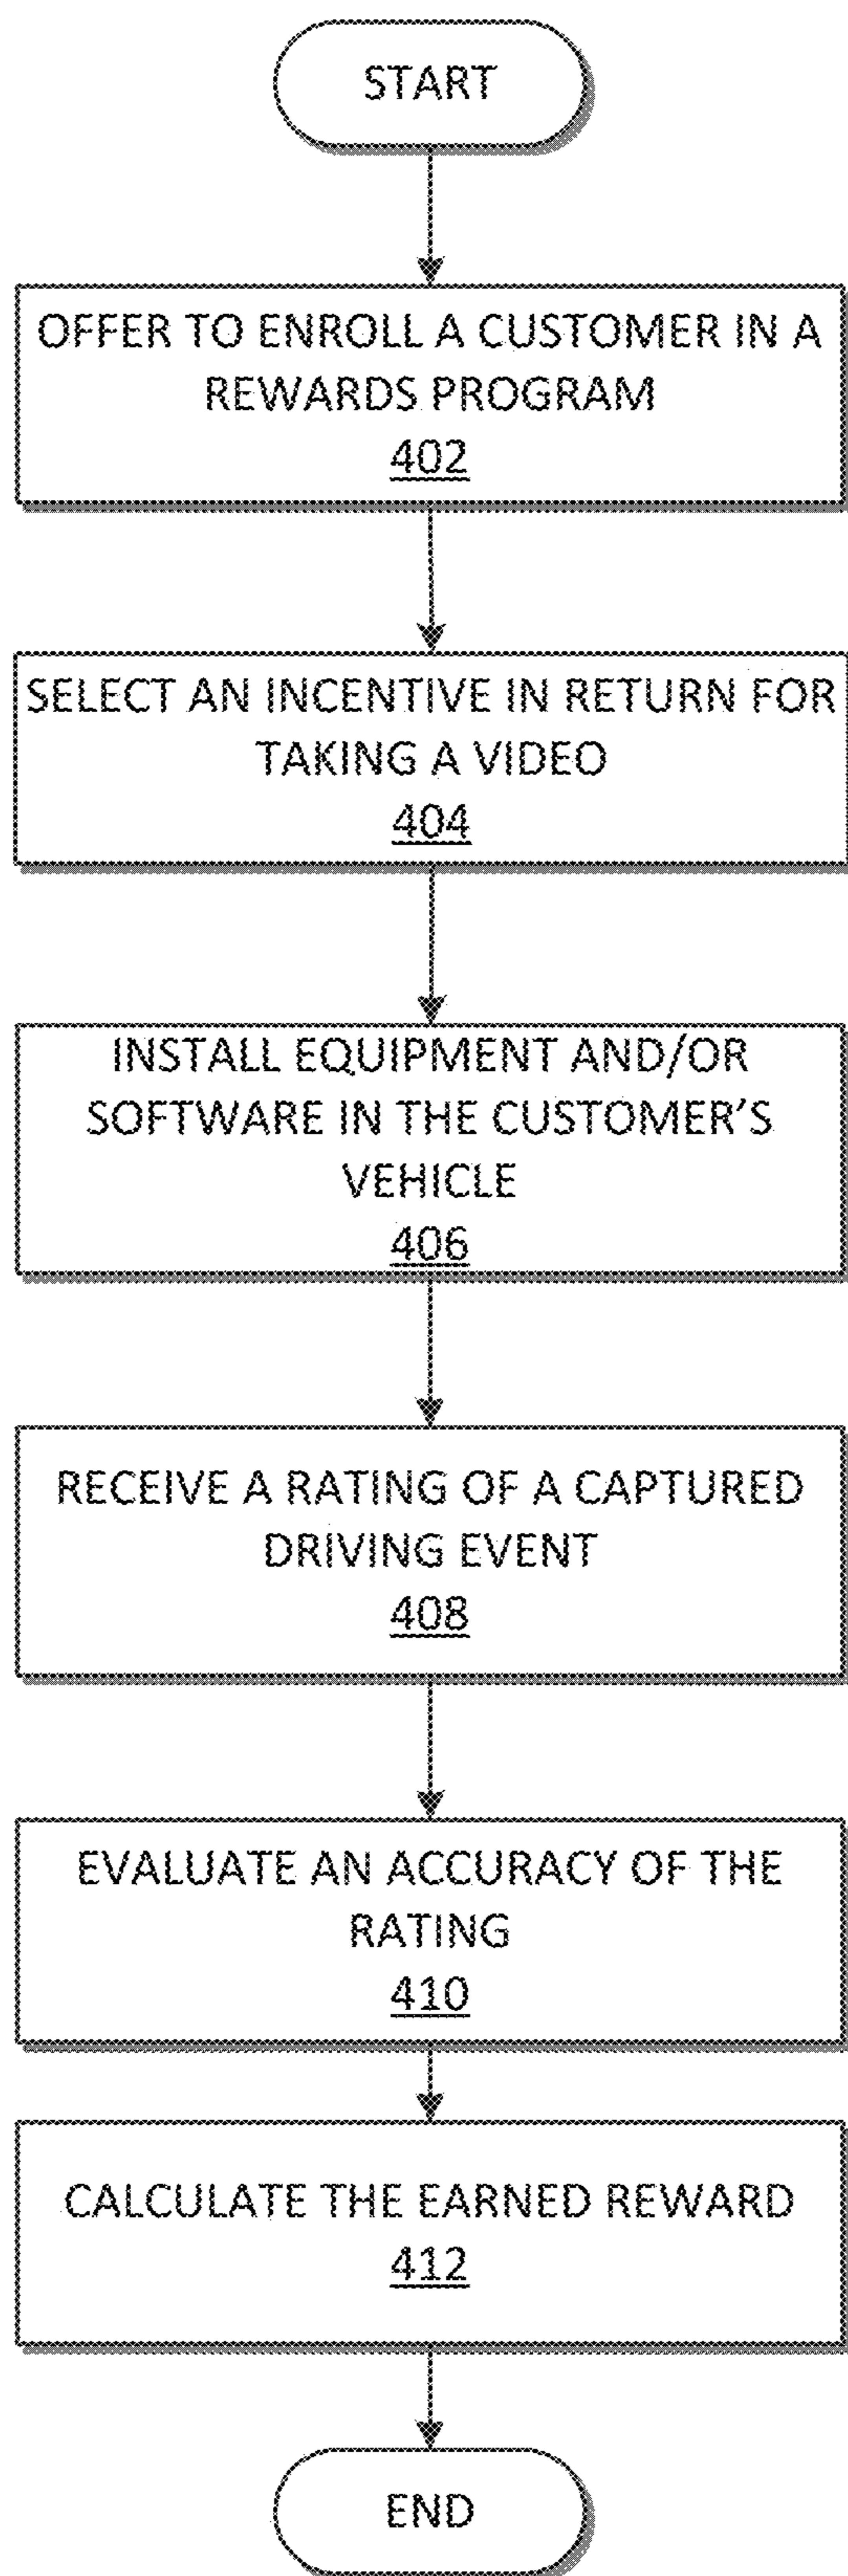 START
OFFER TO ENROLL A CUSTOMER IN A
REWARDS PROGRAM
402
SELECT AN INCENTIVE IN RETURN FOR
TAKING A VIDEO
404
INSTALL EQUIPMENT AND/OR
SOFTWARE IN THE CUSTOMER'S
VEHICLE
406
RECEIVE A RATING OF A CAPTURED
DRIVING EVENT
408
EVALUATE AN ACCURACY OF THE
RATING
410
CALCULATE THE EARNED REWARD
412
END